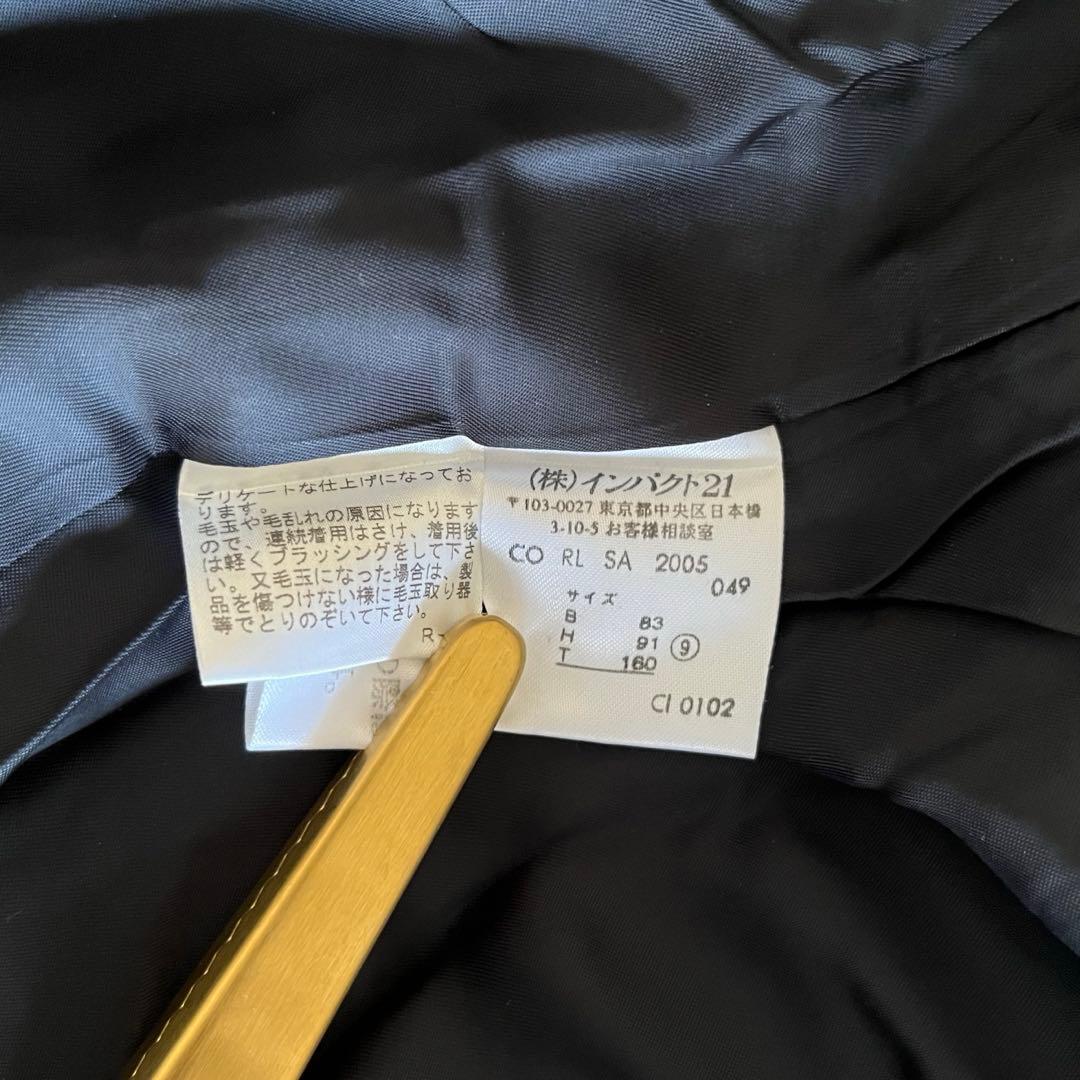 デリケートな仕上げになってお
ります。
毛玉や毛乱れの原因になります
ので、連続着用はさけ、着用後
は軽くブラッシングをして下さ
い。又毛玉になった場合は、製
品を傷つけない様に毛玉取り器
等でとりのぞいて下さい。
(株)インパクト21
〒103-0027 東京都中央区日本橋
3-10-5 お客様相談室
CO RL SA 2005
049
サイズ
B 83
H 91 ⑨
T 160
CI 0102